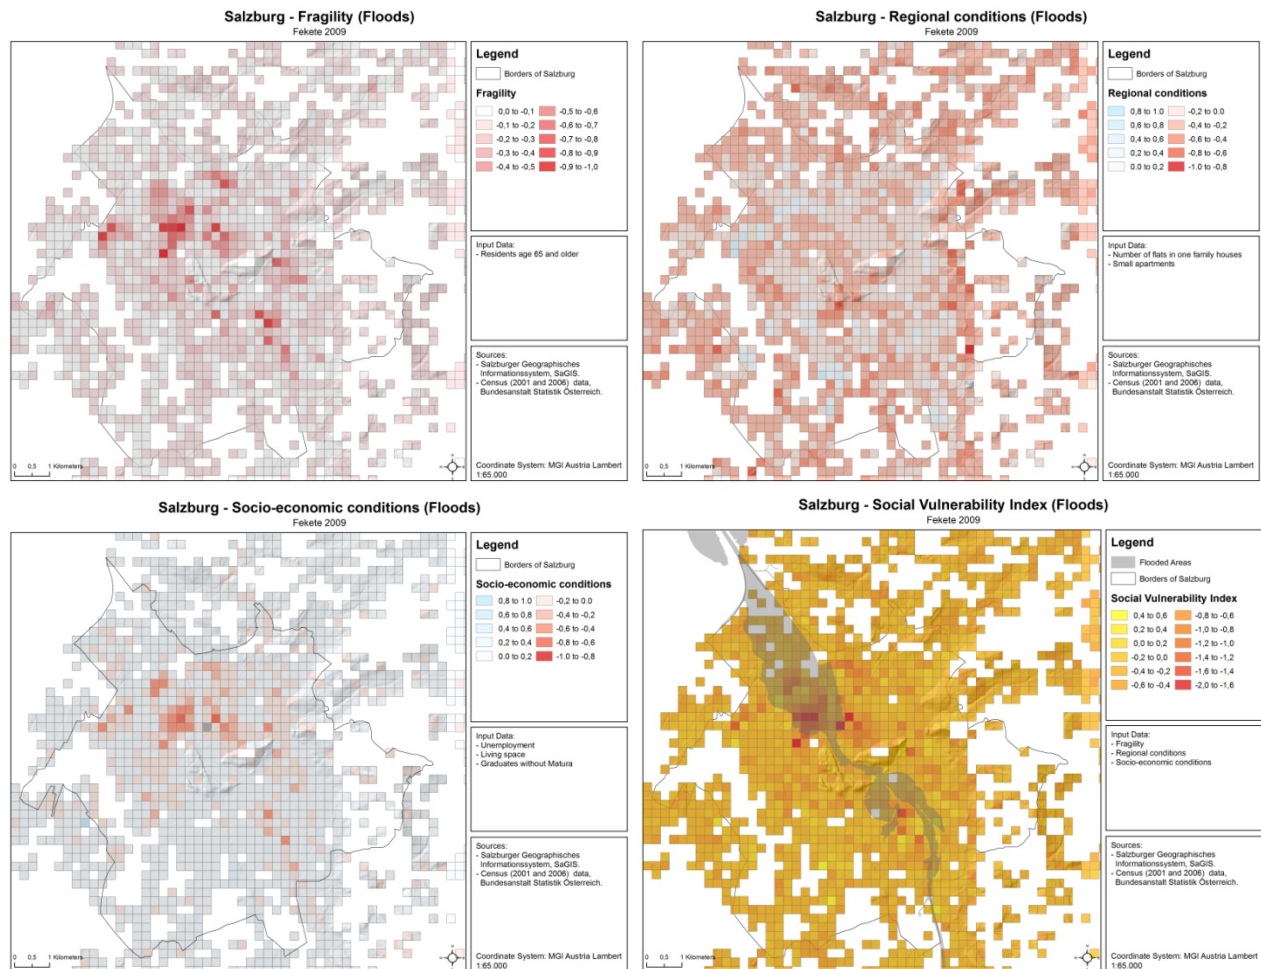 Salzburg - Fragility (Floods)
Fekete 2009
Legend
Borders of Salzburg
Fragility
0,0 to -0,1
-0,5 to -0,6
-0,1 to -0,2
-0,6 to -0,7
-0,2 to -0,3
-0,7 to -0,8
-0,3 to -0,4
-0,8 to -0,9
-0,4 to -0,5
-0,9 to -1,0
Input Data:
- Residents age 65 and older
Sources:
- Salzburger Geographisches
Informationssystem, SaGIS.
- Census (2001 and 2006) data,
Bundesanstalt Statistik Österreich.
0 0,5 1 Kilometers
Coordinate System: MGI Austria Lambert
1:65.000
Salzburg - Regional conditions (Floods)
Fekete 2009
Legend
Borders of Salzburg
Regional conditions
0,8 to 1.0
-0,2 to 0.0
0,6 to 0,8
-0,4 to -0,2
0,4 to 0,6
-0,6 to -0,4
0,2 to 0,4
-0,8 to -0,6
0.0 to 0,2
-1.0 to -0,8
Input Data:
- Number of flats in one family houses
- Small apartments
Sources:
- Salzburger Geographisches
Informationssystem, SaGIS.
- Census (2001 and 2006) data,
Bundesanstalt Statistik Österreich.
0 0,5 1 Kilometers
Coordinate System: MGI Austria Lambert
1:65.000
Salzburg - Socio-economic conditions (Floods)
Fekete 2009
Legend
Borders of Salzburg
Socio-economic conditions
0,8 to 1.0
-0,2 to 0.0
0,6 to 0,8
-0,4 to -0,2
0,4 to 0,6
-0,6 to -0,4
0,2 to 0,4
-0,8 to -0,6
0.0 to 0,2
-1.0 to -0,8
Input Data:
- Unemployment
- Living space
- Graduates without Matura
Sources:
- Salzburger Geographisches
Informationssystem, SaGIS.
- Census (2001 and 2006) data,
Bundesanstalt Statistik Österreich.
0 0,5 1 Kilometers
Coordinate System: MGI Austria Lambert
1:65.000
Salzburg - Social Vulnerability Index (Floods)
Fekete 2009
Legend
Flooded Areas
Borders of Salzburg
Social Vulnerability Index
0,4 to 0,6
-0,8 to -0,6
0,2 to 0,4
-1,0 to -0,8
0,0 to 0,2
-1,2 to -1,0
-0,2 to 0,0
-1,4 to -1,2
-0,4 to -0,2
-1,6 to -1,4
-0,6 to -0,4
-2,0 to -1,6
Input Data:
- Fragility
- Regional conditions
- Socio-economic conditions
Sources:
- Salzburger Geographisches
Informationssystem, SaGIS.
- Census (2001 and 2006) data,
Bundesanstalt Statistik Österreich.
0 0,5 1 Kilometers
Coordinate System: MGI Austria Lambert
1:65.000